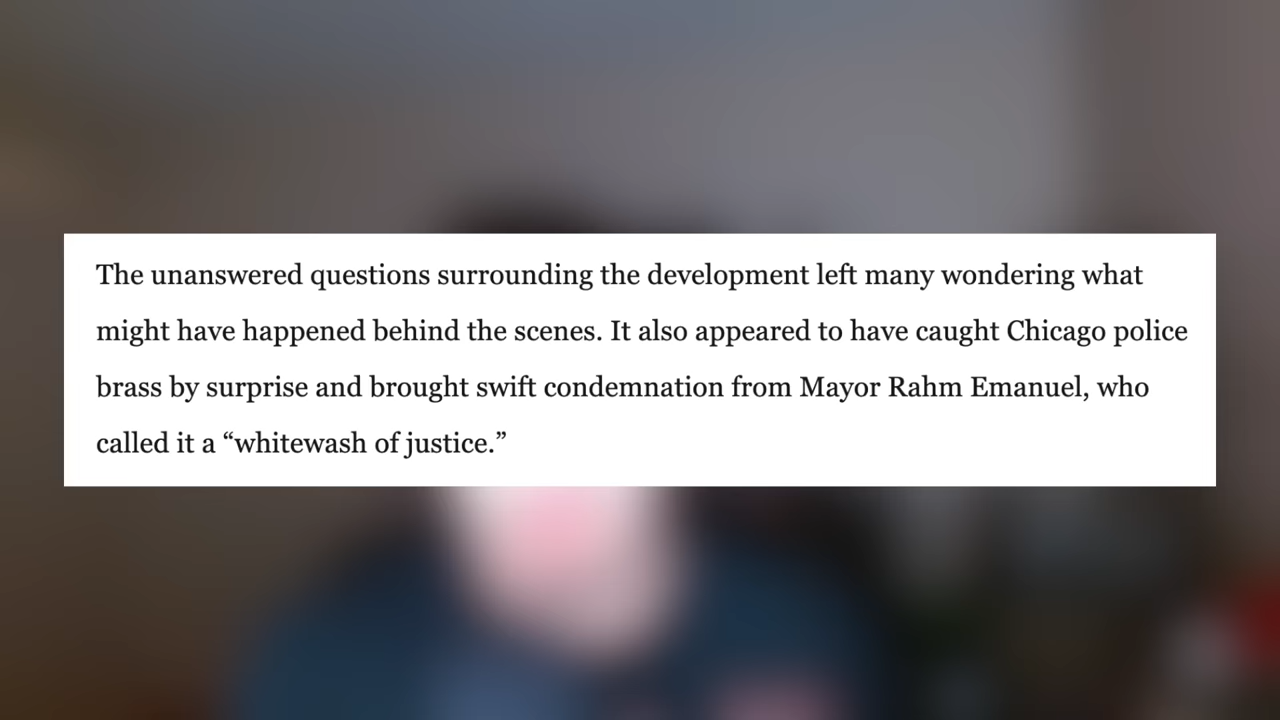 The unanswered questions surrounding the development left many wondering what
might have happened behind the scenes. It also appeared to have caught Chicago police
brass by surprise and brought swift condemnation from Mayor Rahm Emanuel, who
called it a “whitewash of justice.”